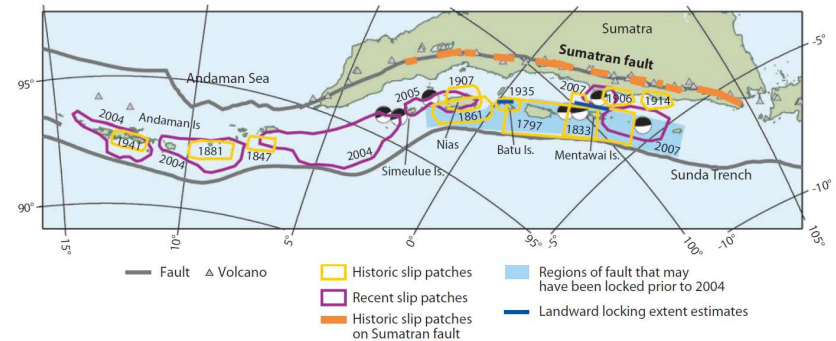 Sumatra
-5°
Sumatran fault
Andaman Sea
95°
1907
2005
1935
2007
1906
1914
2004
Andaman Is
1941
1861
1797
1833
2004
1881
1847
2004
Nias
Batu Is.
Mentawai Is.
2007
Simeulue Is.
Sunda Trench
-10°
90°
15°
10°
5°
0°
95°
-5°
100°
-10°
105°
Fault
Volcano
Historic slip patches
Recent slip patches
Historic slip patches
on Sumatran fault
Regions of fault that may
have been locked prior to 2004
Landward locking extent estimates